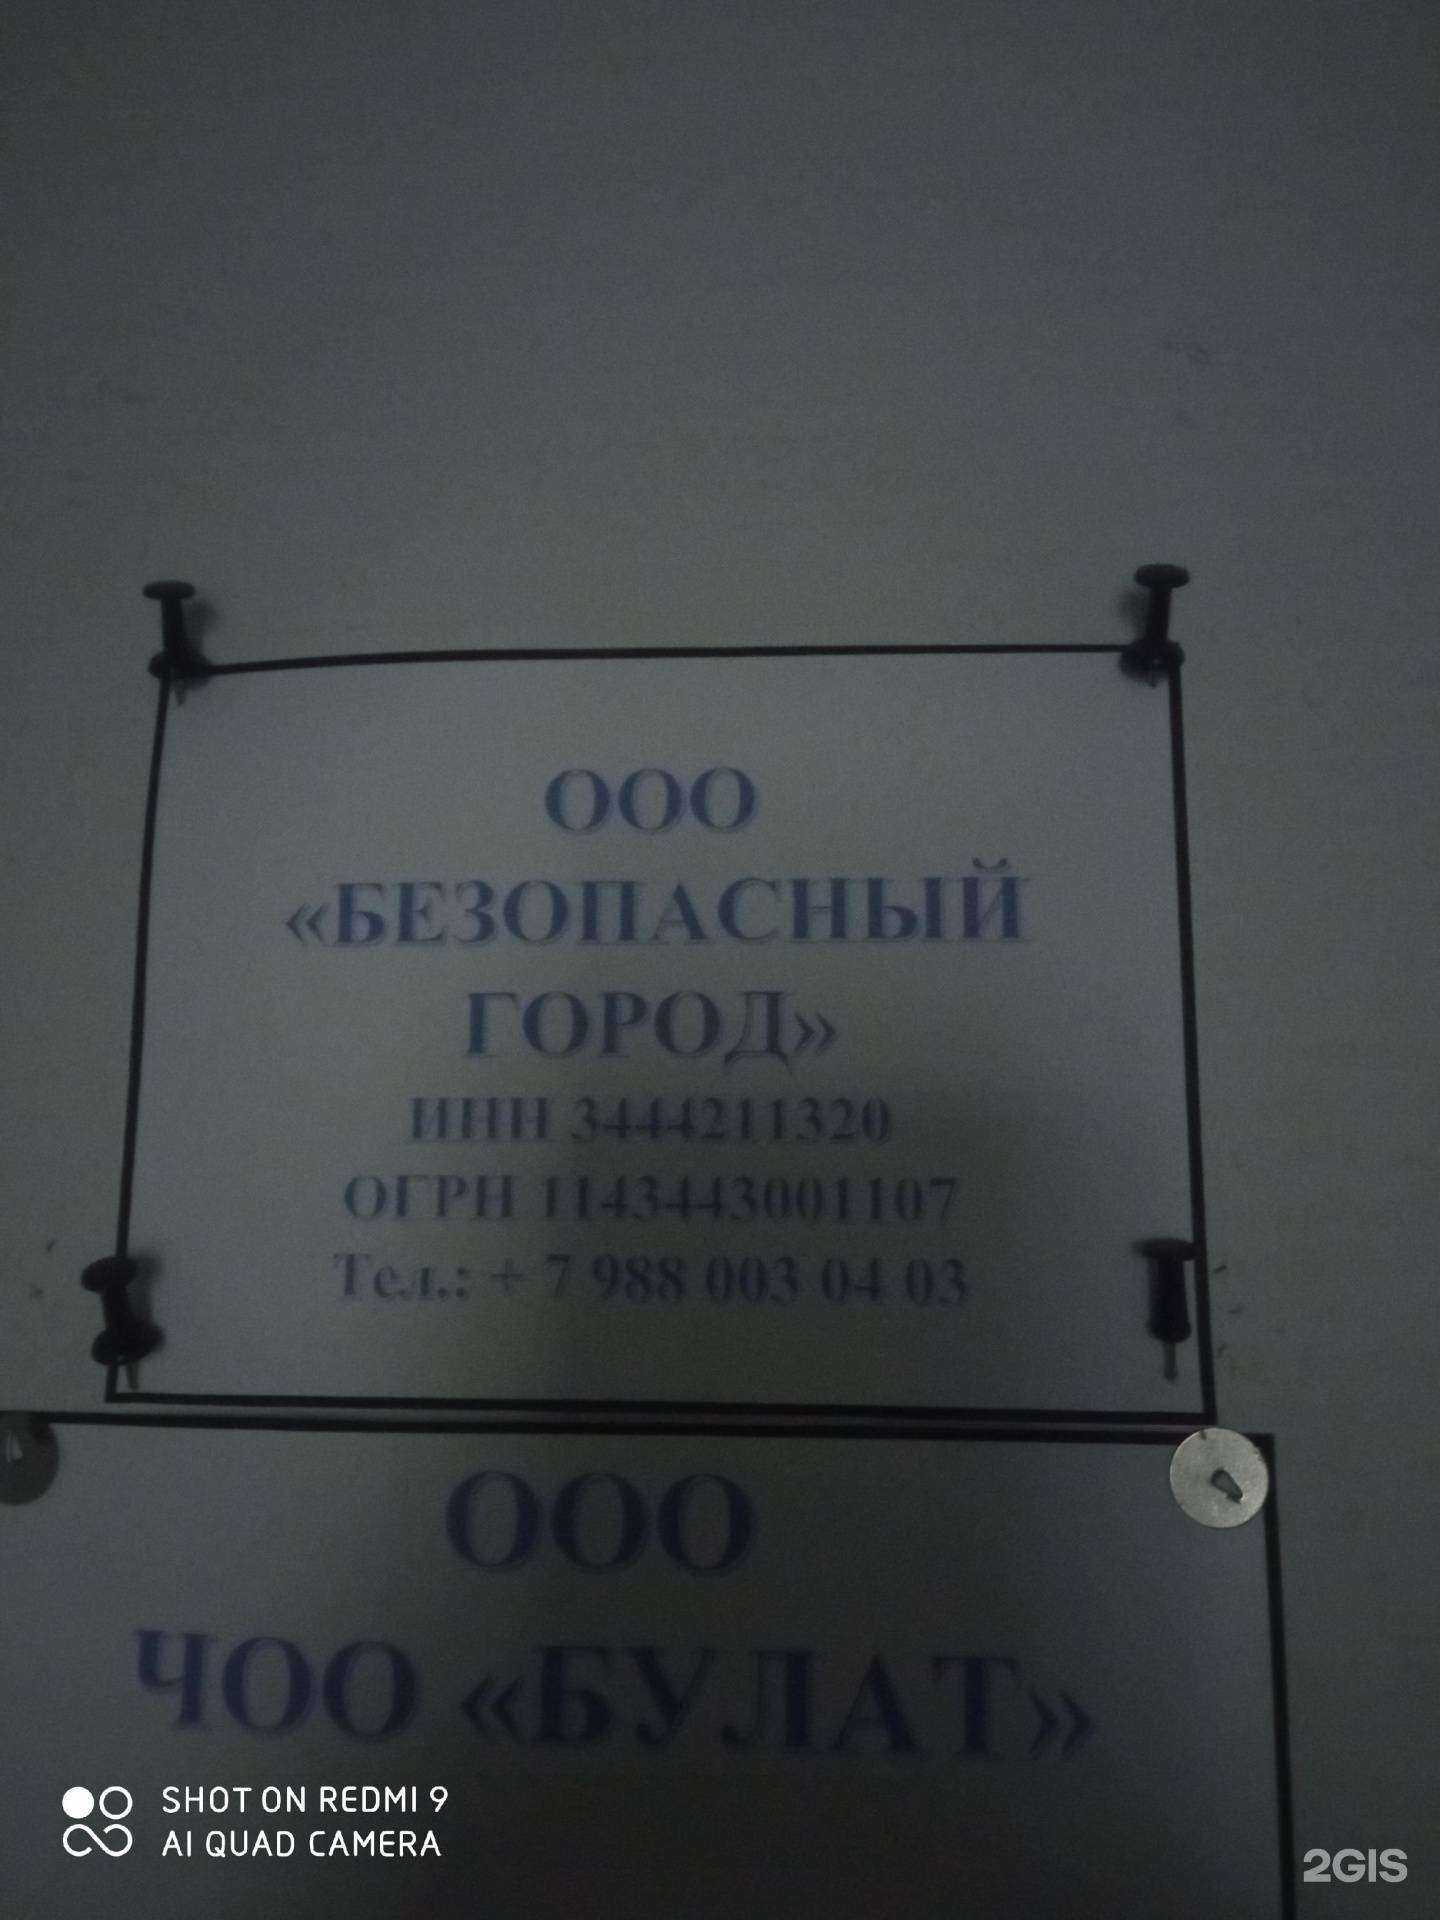 ООО
«БЕЗОПАСНЫЙ
ГОРОД»
ИНН 3444211320
ОГРН 1143443001107
Тел.: + 7 988 003 04 03
ООО
ЧОО «БУЛАТ»
SHOT ON REDMI 9
AI QUAD CAMERA
2GIS